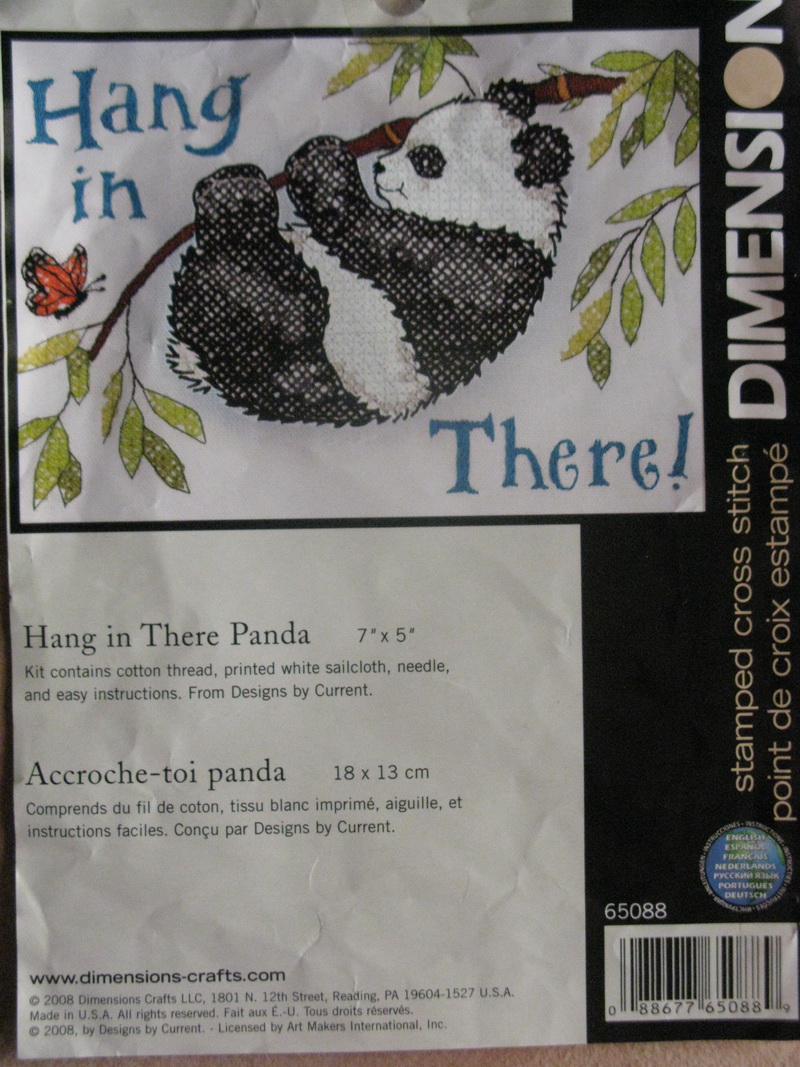 Hang
in
There!
DIMENSION
stamped cross stitch
point de croix estampé
Hang in There Panda 7" x 5"
Kit contains cotton thread, printed white sailcloth, needle,
and easy instructions. From Designs by Current.
Accroche-toi panda 18 x 13 cm
Comprends du fil de coton, tissu blanc imprimé, aiguille, et
instructions faciles. Conçu par Designs by Current.
ENGLISH
ESPAÑOL
FRANÇAIS
NEDERLANDS
РУССКИЙ ЯЗЫК
PORTUGUÊS
DEUTSCH
65088
0 88677 65088 9
www.dimensions-crafts.com
© 2008 Dimensions Crafts LLC, 1801 N. 12th Street, Reading, PA 19604-1527 U.S.A.
Made in U.S.A. All rights reserved. Fait aux É.-U. Tous droits réservés.
© 2008, by Designs by Current. - Licensed by Art Makers International, Inc.